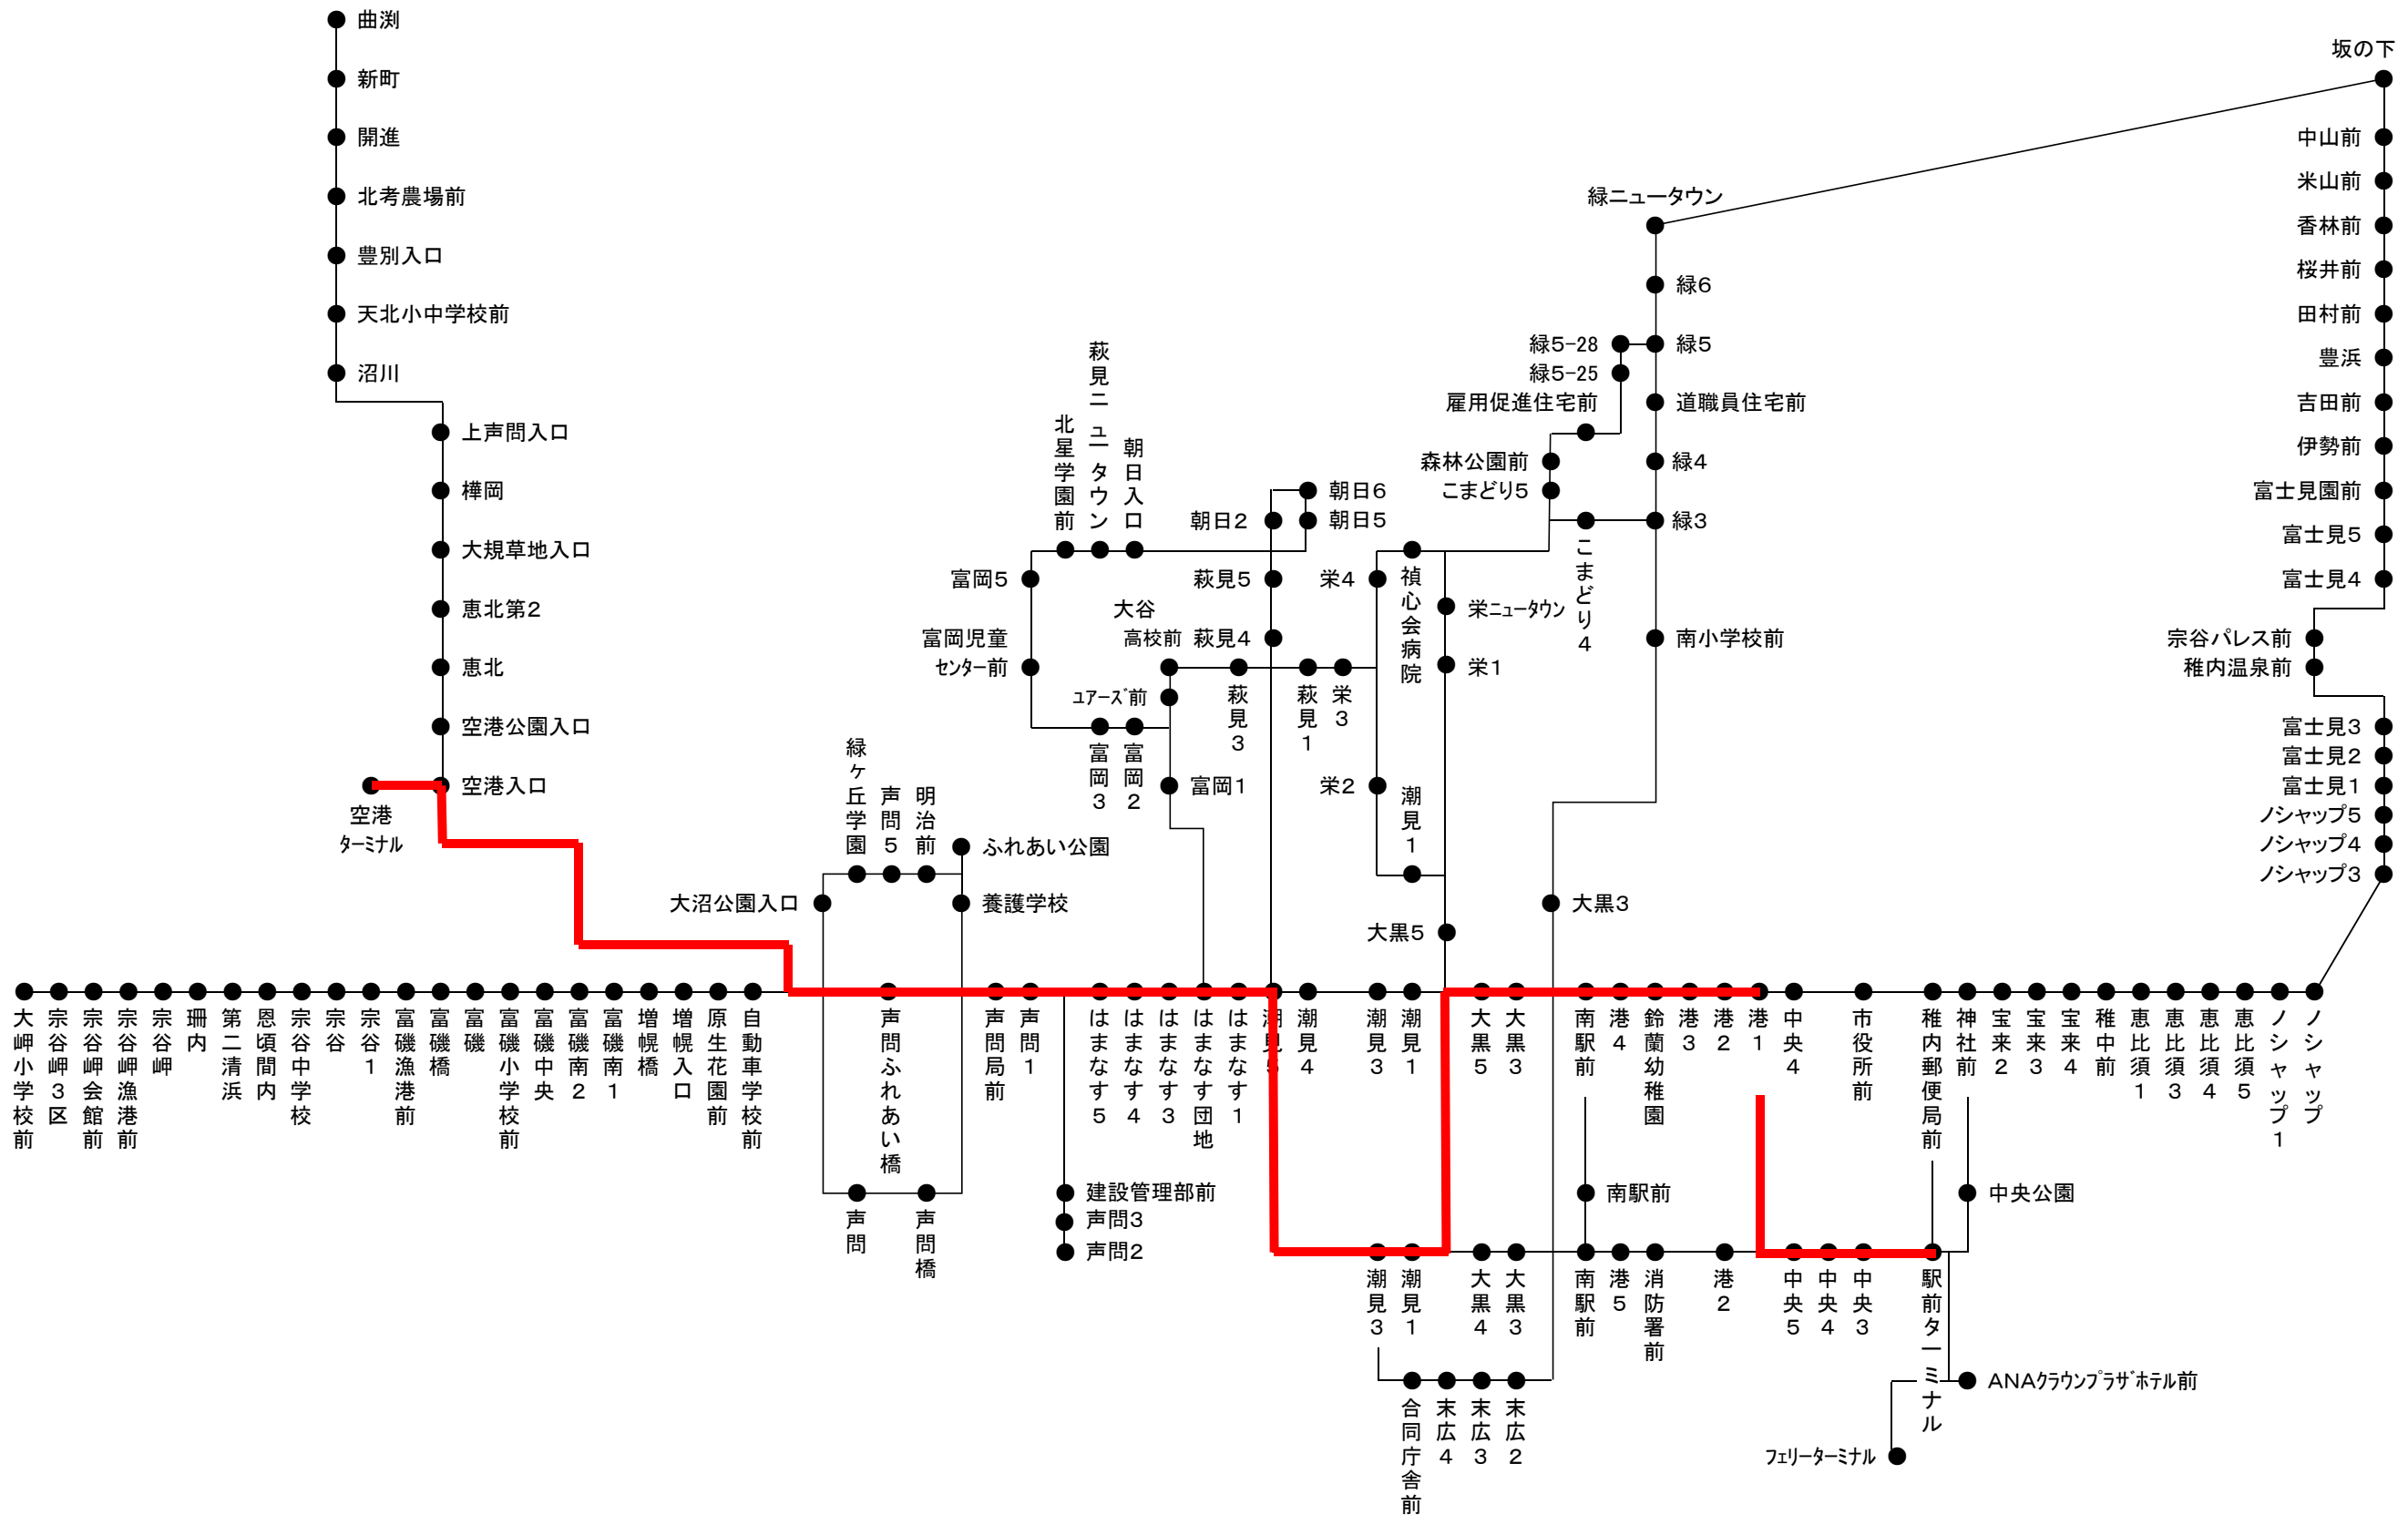 曲渕
新町
開進
北考農場前
豊別入口
天北小中学校前
沼川
上声問入口
樺岡
大規草地入口
恵北第2
恵北
空港公園入口
空港入口
空港
ターミナル
坂の下
中山前
米山前
香林前
桜井前
田村前
豊浜
吉田前
伊勢前
富士見園前
富士見5
富士見4
宗谷パレス前
稚内温泉前
富士見3
富士見2
富士見1
ノシャップ5
ノシャップ4
ノシャップ3
緑ニュータウン
緑6
緑5-28
緑5
緑5-25
雇用促進住宅前
道職員住宅前
森林公園前
緑4
こまどり5
緑3
こまどり4
南小学校前
北星学園前
萩見ニュータウン
朝日入口
朝日6
朝日2
朝日5
富岡5
萩見5
栄4
禎心会病院
栄ニュータウン
大谷
高校前
萩見4
富岡児童
センター前
栄1
ユアーズ前
萩見3
萩見1
栄3
富岡3
富岡2
富岡1
栄2
潮見1
緑ヶ丘学園
声問5
明治前
ふれあい公園
大沼公園入口
養護学校
大黒5
大黒3
大岬小学校前
宗谷岬3区
宗谷岬会館前
宗谷岬漁港前
宗谷岬
珊内
第二清浜
恩頃間内
宗谷中学校
宗谷
宗谷1
富磯漁港前
富磯橋
富磯
富磯小学校前
富磯中央
富磯南2
富磯南1
増幌橋
増幌入口
原生花園前
自動車学校前
声問ふれあい橋
声問局前
声問1
はまなす5
はまなす4
はまなす3
はまなす団地
はまなす1
潮見5
潮見4
潮見3
潮見1
大黒5
大黒3
南駅前
港4
鈴蘭幼稚園
港3
港2
港1
中央4
市役所前
稚内郵便局前
神社前
宝来2
宝来3
宝来4
稚中前
恵比須1
恵比須3
恵比須4
恵比須5
ノシャップ1
ノシャップ
声問
声問橋
建設管理部前
声問3
声問2
南駅前
中央公園
潮見3
潮見1
大黒4
大黒3
南駅前
港5
消防署前
港2
中央5
中央4
中央3
駅前ターミナル
合同庁舎前
末広4
末広3
末広2
ANAクラウンプラザホテル前
フェリーターミナル